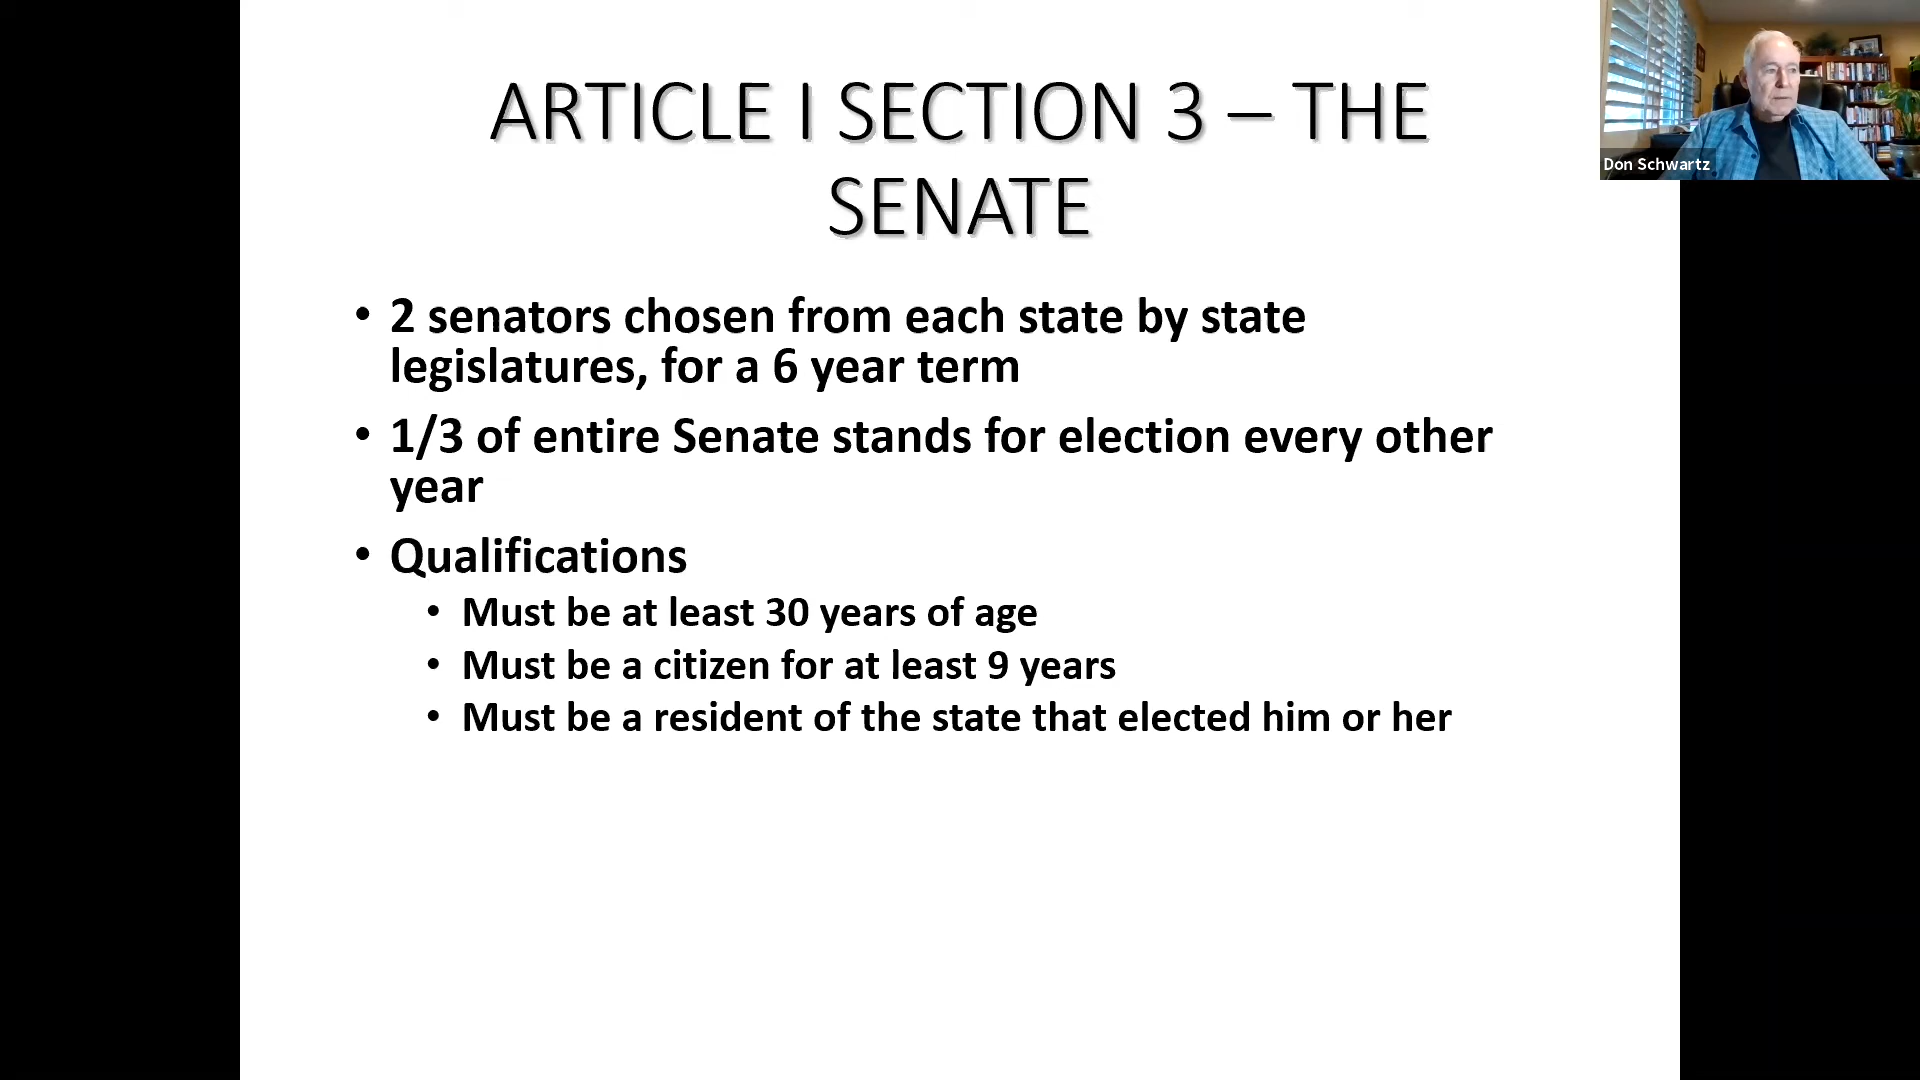 ARTICLE I SECTION 3 – THE
SENATE
• 2 senators chosen from each state by state
legislatures, for a 6 year term
• 1/3 of entire Senate stands for election every other
year
• Qualifications
• Must be at least 30 years of age
• Must be a citizen for at least 9 years
• Must be a resident of the state that elected him or her
Don Schwartz